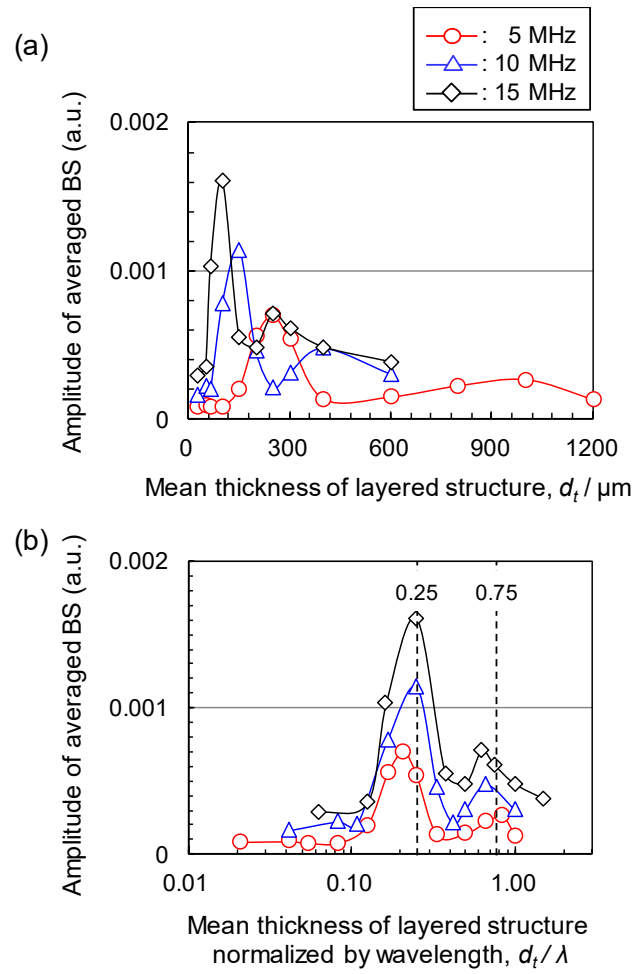 (a)
: 5 MHz
: 10 MHz
: 15 MHz
Amplitude of averaged BS (a.u.)
0.002
0.001
0
0 300 600 900 1200
Mean thickness of layered structure, dₜ / μm
(b)
Amplitude of averaged BS (a.u.)
0.002
0.25 0.75
0.001
0
0.01 0.10 1.00
Mean thickness of layered structure
normalized by wavelength, dₜ / λ